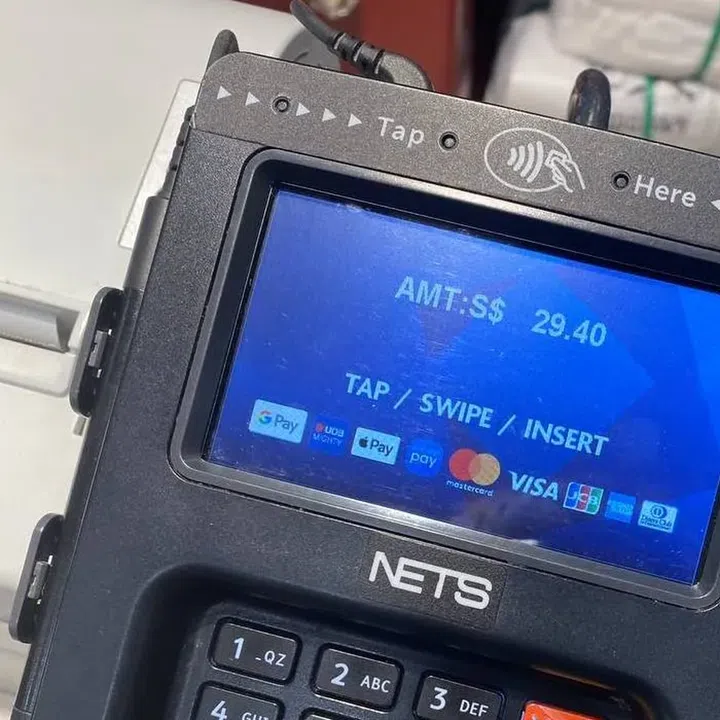 Tap Here
AMT:S$ 29.40
TAP / SWIPE / INSERT
G Pay UOB MIGHTY Pay pay mastercard VISA JCB
NETS
1 -QZ 2 ABC 3 DEF
4